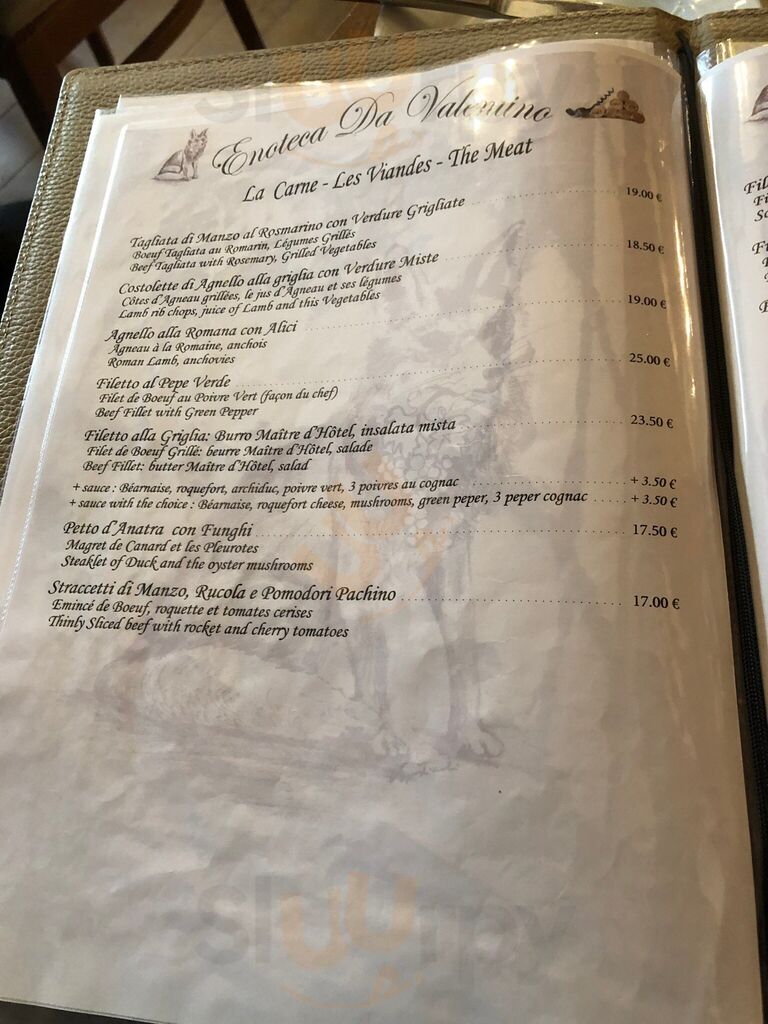 Enoteca Da Valentino
La Carne - Les Viandes - The Meat
Tagliata di Manzo al Rosmarino con Verdure Grigliate 19.00 €
Boeuf Tagliata au Romarin, Légumes Grillés
Beef Tagliata with Rosemary, Grilled Vegetables
Costolette di Agnello alla griglia con Verdure Miste 18.50 €
Côtes d'Agneau grillées, le jus d'Agneau et ses légumes
Lamb rib chops, juice of Lamb and this Vegetables
Agnello alla Romana con Alici 19.00 €
Agneau à la Romaine, anchois
Roman Lamb, anchovies
Filetto al Pepe Verde 25.00 €
Filet de Boeuf au Poivre Vert (façon du chef)
Beef Fillet with Green Pepper
Filetto alla Griglia: Burro Maître d'Hôtel, insalata mista 23.50 €
Filet de Boeuf Grillé: beurre Maître d'Hôtel, salade
Beef Fillet: butter Maître d'Hôtel, salad
+ sauce : Béarnaise, roquefort, archiduc, poivre vert, 3 poivres au cognac + 3.50 €
+ sauce with the choice : Béarnaise, roquefort cheese, mushrooms, green peper, 3 peper cognac + 3.50 €
Petto d'Anatra con Funghi 17.50 €
Magret de Canard et les Pleurotes
Steaklet of Duck and the oyster mushrooms
Straccetti di Manzo, Rucola e Pomodori Pachino 17.00 €
Emincé de Boeuf, roquette et tomates cerises
Thinly Sliced beef with rocket and cherry tomatoes
sluurpy